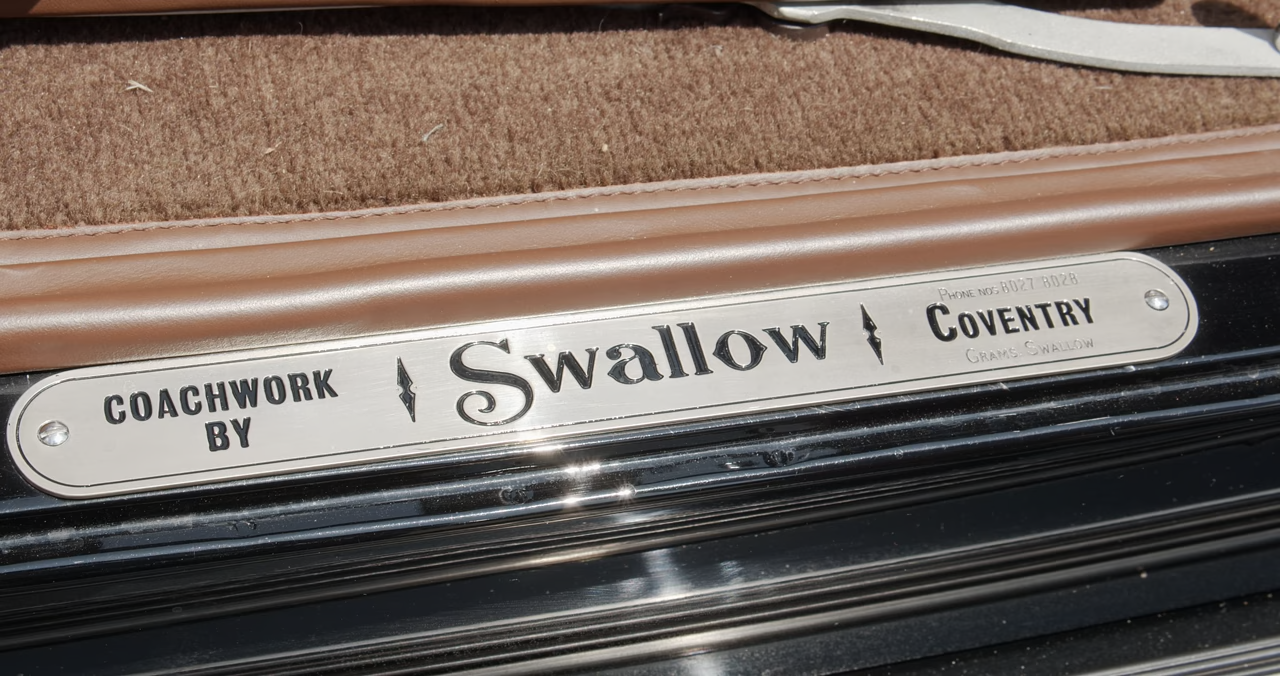 COACHWORK
BY
Swallow
PHONE NOS 8027 8028
COVENTRY
GRAMS. SWALLOW